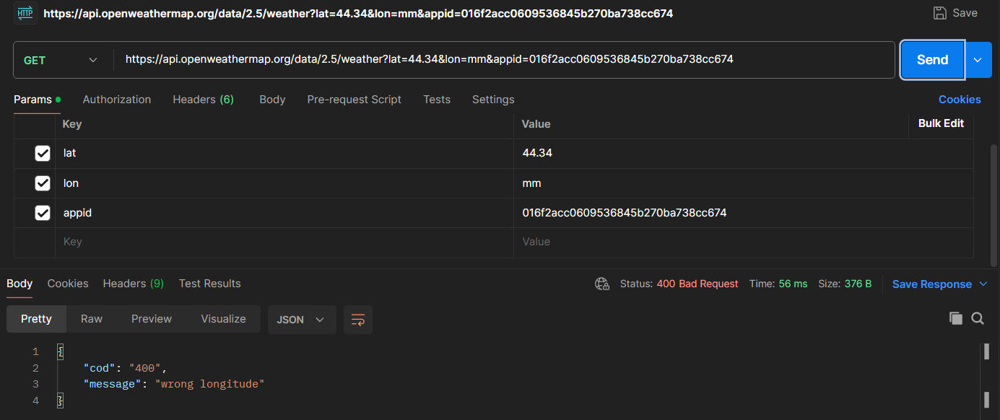 HTTP https://api.openweathermap.org/data/2.5/weather?lat=44.34&lon=mm&appid=016f2acc0609536845b270ba738cc674 Save
GET https://api.openweathermap.org/data/2.5/weather?lat=44.34&lon=mm&appid=016f2acc0609536845b270ba738cc674 Send
Params Authorization Headers (6) Body Pre-request Script Tests Settings Cookies
Key Value Bulk Edit
lat 44.34
lon mm
appid 016f2acc0609536845b270ba738cc674
Key Value
Body Cookies Headers (9) Test Results Status: 400 Bad Request Time: 56 ms Size: 376 B Save Response
Pretty Raw Preview Visualize JSON
1 {
2 "cod": "400",
3 "message": "wrong longitude"
4 }